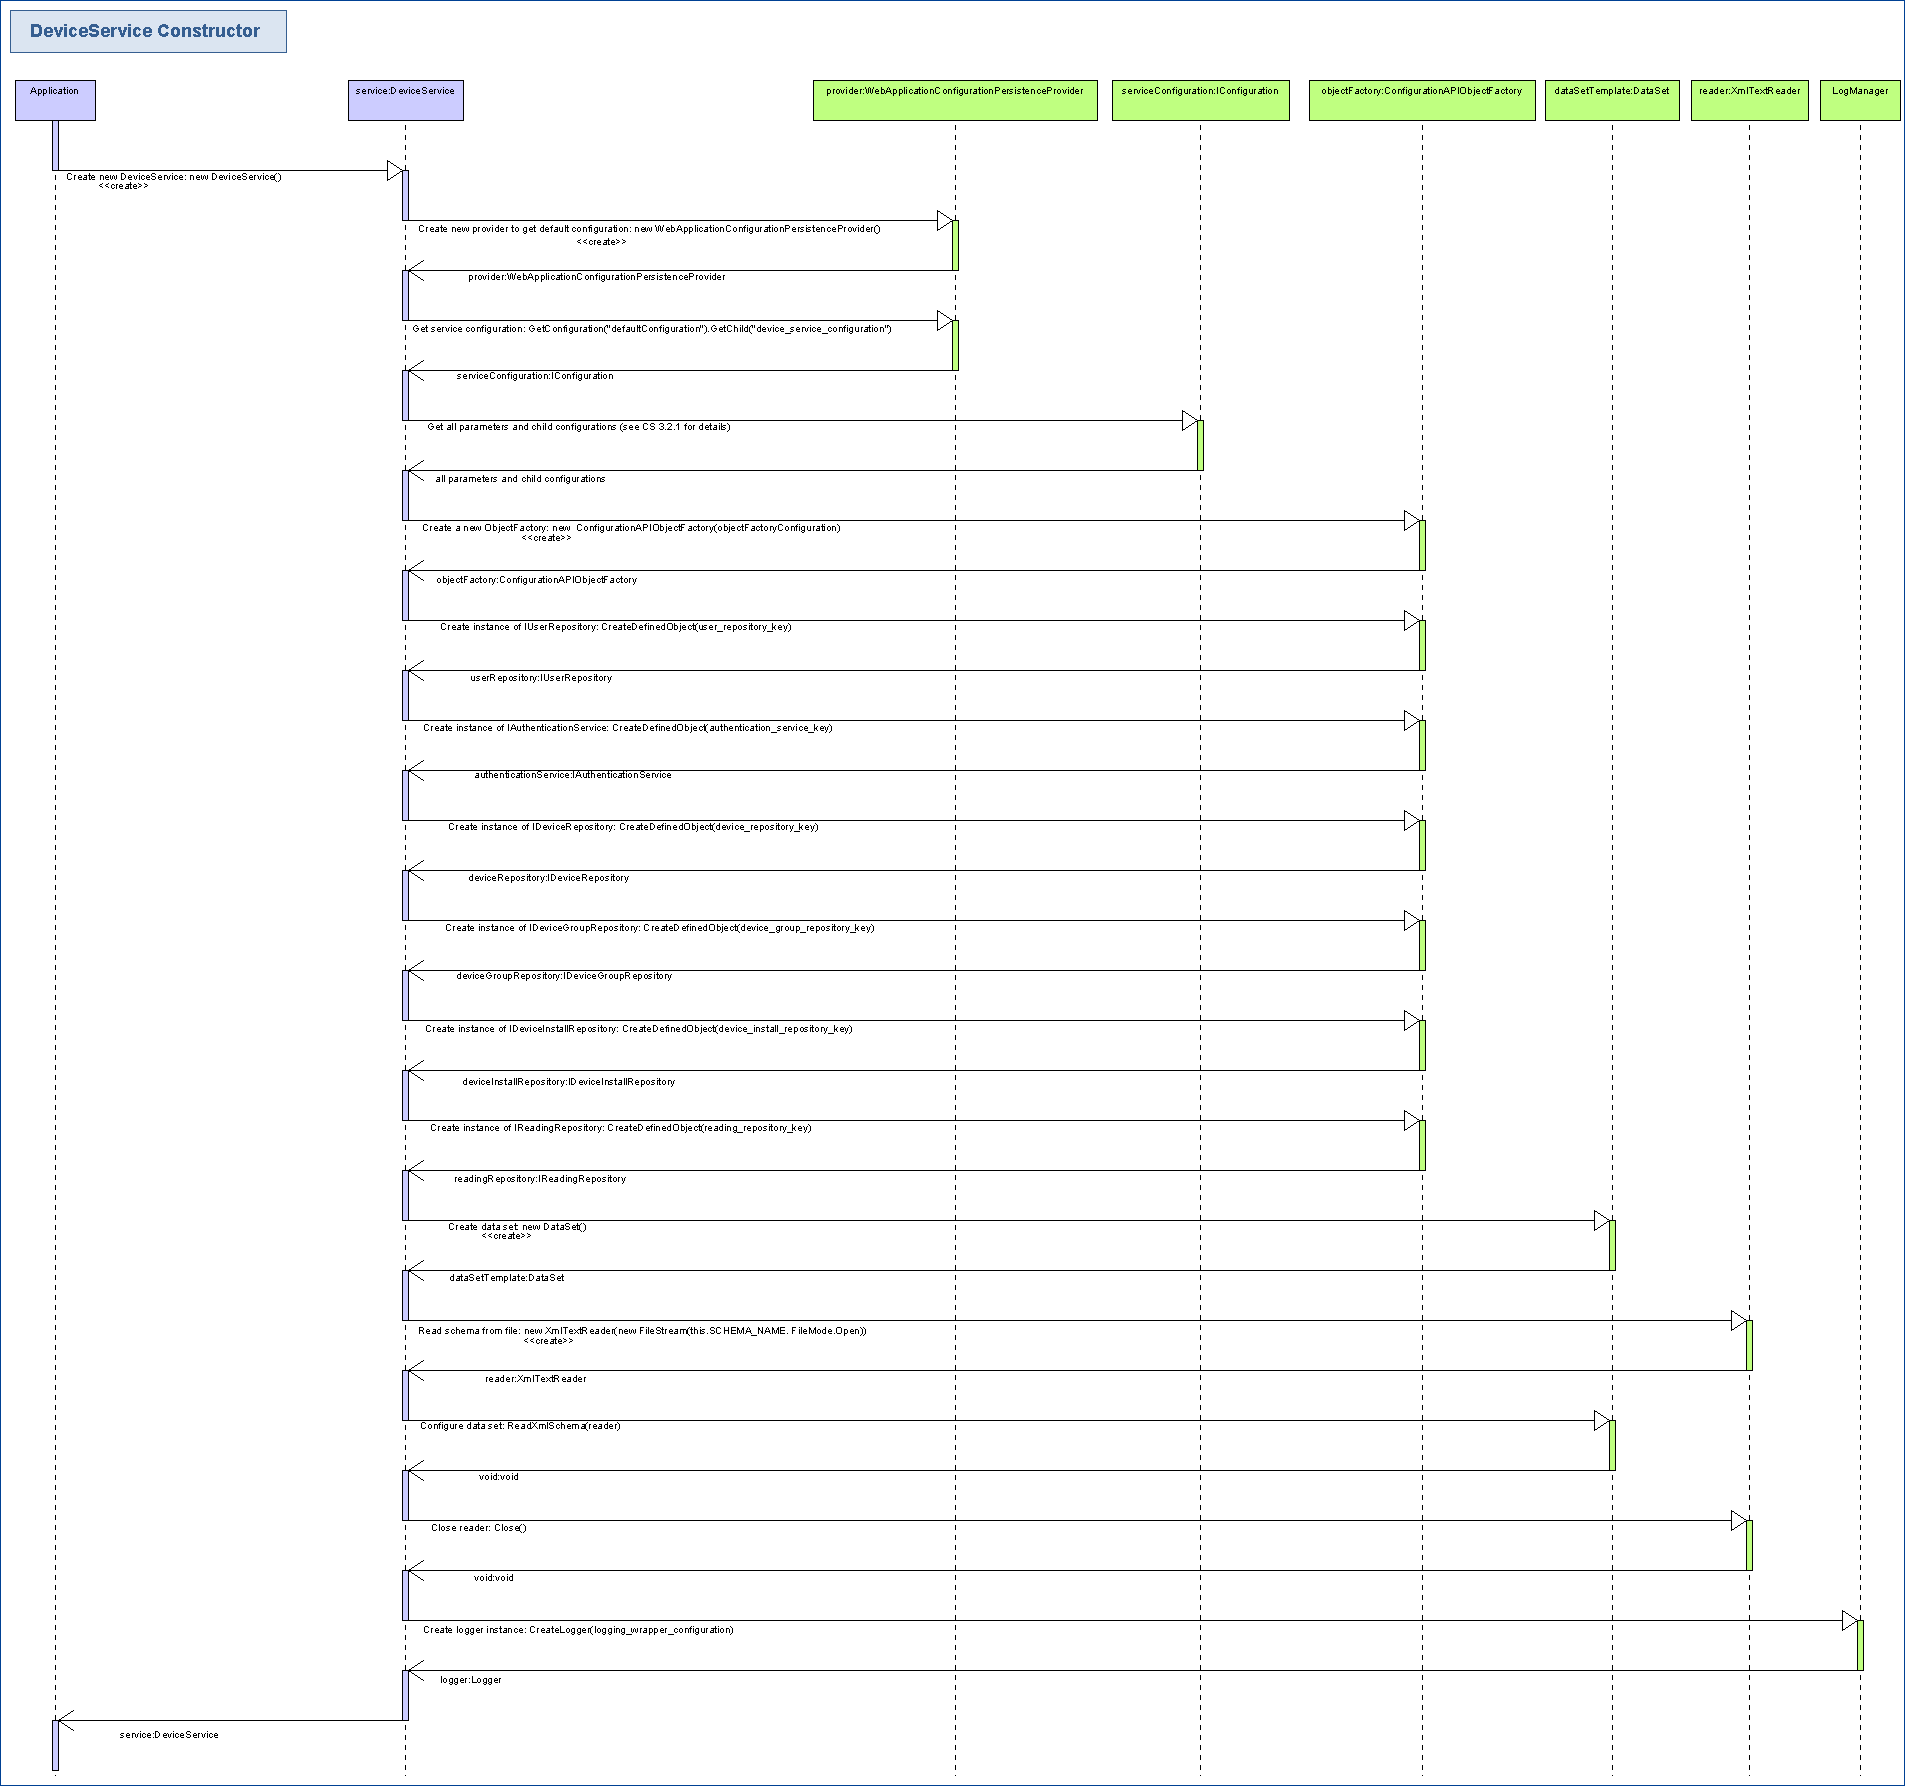 DeviceService Constructor
Application
service:DeviceService
provider:WebApplicationConfigurationPersistenceProvider
serviceConfiguration:IConfiguration
objectFactory:ConfigurationAPIObjectFactory
dataSetTemplate:DataSet
reader:XmlTextReader
LogManager
Create new DeviceService: new DeviceService()
<<create>>
Create new provider to get default configuration: new WebApplicationConfigurationPersistenceProvider()
<<create>>
provider:WebApplicationConfigurationPersistenceProvider
Get service configuration: GetConfiguration("defaultConfiguration").GetChild("device_service_configuration")
serviceConfiguration:IConfiguration
Get all parameters and child configurations (see CS 3.2.1 for details)
all parameters and child configurations
Create a new ObjectFactory: new ConfigurationAPIObjectFactory(objectFactoryConfiguration)
<<create>>
objectFactory:ConfigurationAPIObjectFactory
Create instance of IUserRepository: CreateDefinedObject(user_repository_key)
userRepository:IUserRepository
Create instance of IAuthenticationService: CreateDefinedObject(authentication_service_key)
authenticationService:IAuthenticationService
Create instance of IDeviceRepository: CreateDefinedObject(device_repository_key)
deviceRepository:IDeviceRepository
Create instance of IDeviceGroupRepository: CreateDefinedObject(device_group_repository_key)
deviceGroupRepository:IDeviceGroupRepository
Create instance of IDeviceInstallRepository: CreateDefinedObject(device_install_repository_key)
deviceInstallRepository:IDeviceInstallRepository
Create instance of IReadingRepository: CreateDefinedObject(reading_repository_key)
readingRepository:IReadingRepository
Create data set: new DataSet()
<<create>>
dataSetTemplate:DataSet
Read schema from file: new XmlTextReader(new FileStream(this.SCHEMA_NAME. FileMode.Open))
<<create>>
reader:XmlTextReader
Configure data set: ReadXmlSchema(reader)
void:void
Close reader: Close()
void:void
Create logger instance: CreateLogger(logging_wrapper_configuration)
logger:Logger
service:DeviceService